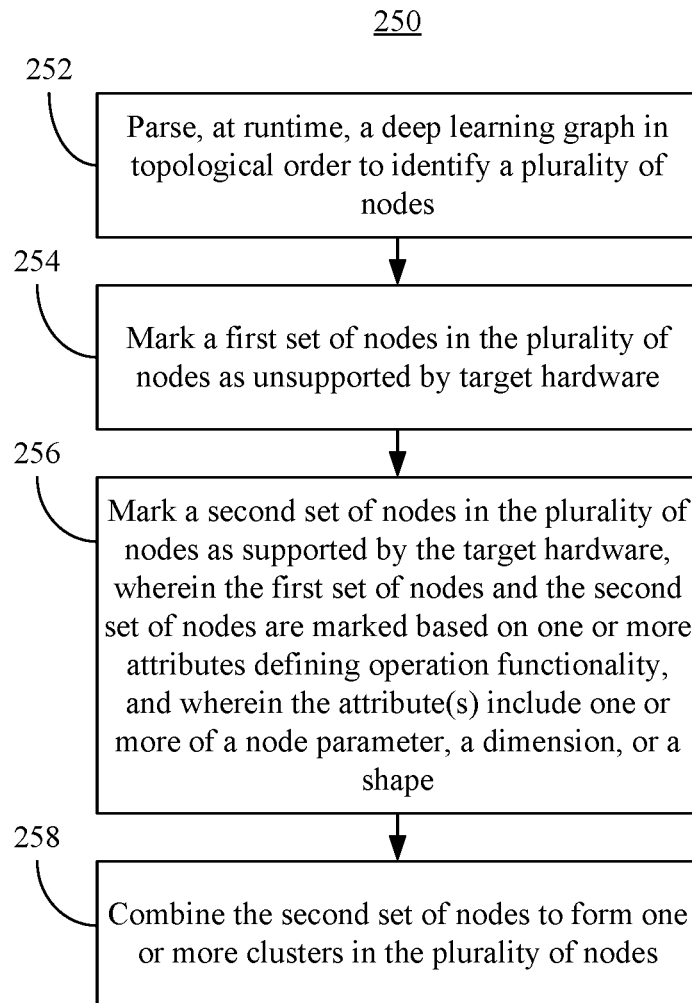 250
252
Parse, at runtime, a deep learning graph in
topological order to identify a plurality of
nodes
254
Mark a first set of nodes in the plurality of
nodes as unsupported by target hardware
256
Mark a second set of nodes in the plurality of
nodes as supported by the target hardware,
wherein the first set of nodes and the second
set of nodes are marked based on one or more
attributes defining operation functionality,
and wherein the attribute(s) include one or
more of a node parameter, a dimension, or a
shape
258
Combine the second set of nodes to form one
or more clusters in the plurality of nodes